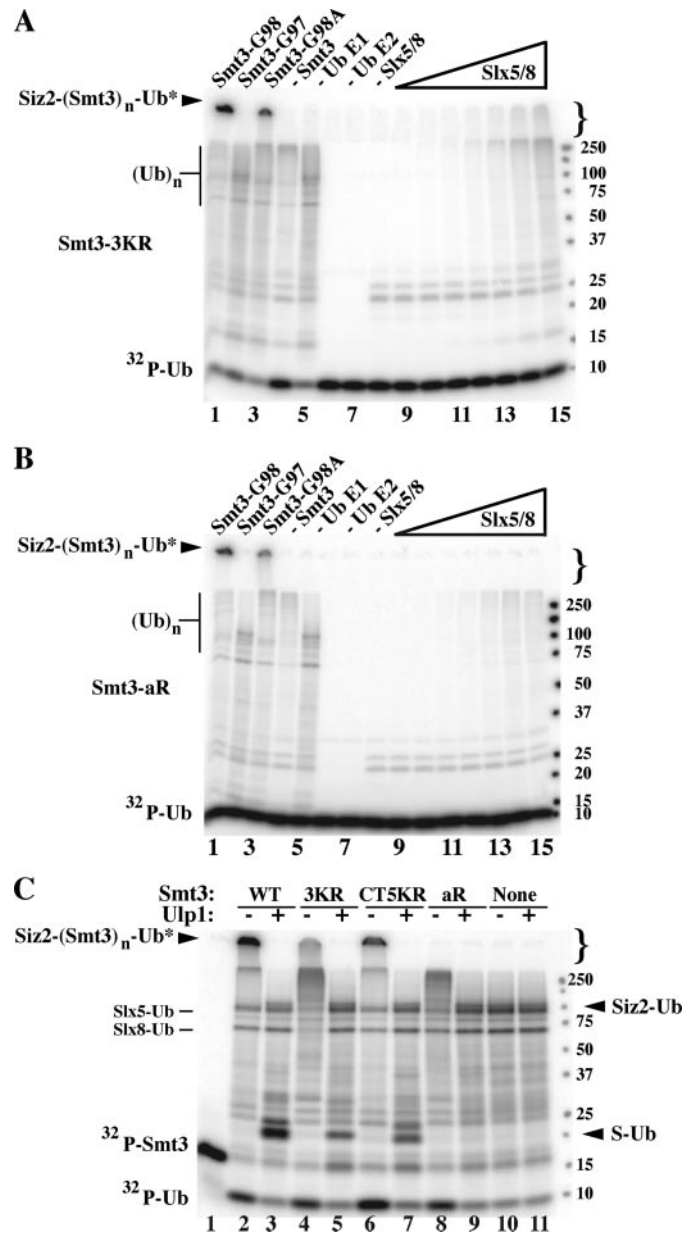 A
Smt3-G98
Smt3-G97
Smt3-G98A
- Smt3
- Ub E1
- Ub E2
- Slx5/8
Slx5/8
Siz2-(Smt3)n-Ub*
}
(Ub)n
Smt3-3KR
32P-Ub
250
100
75
50
37
25
20
15
10
1 3 5 7 9 11 13 15
B
Smt3-G98
Smt3-G97
Smt3-G98A
- Smt3
- Ub E1
- Ub E2
- Slx5/8
Slx5/8
Siz2-(Smt3)n-Ub*
}
(Ub)n
Smt3-aR
32P-Ub
250
100
75
50
37
25
20
15
10
1 3 5 7 9 11 13 15
C
Smt3: WT 3KR CT5KR aR None
Ulp1: - + - + - + - + - +
Siz2-(Smt3)n-Ub*
}
Slx5-Ub
Slx8-Ub
32P-Smt3
32P-Ub
250
Siz2-Ub
75
50
37
25
S-Ub
15
10
1 2 3 4 5 6 7 8 9 10 11